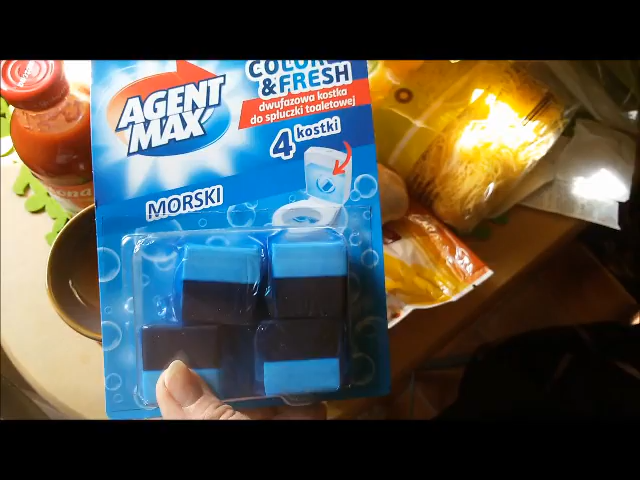 COLOR
& FRESH
AGENT
MAX
dwufazowa kostka
do spłuczki toaletowej
4 kostki
MORSKI